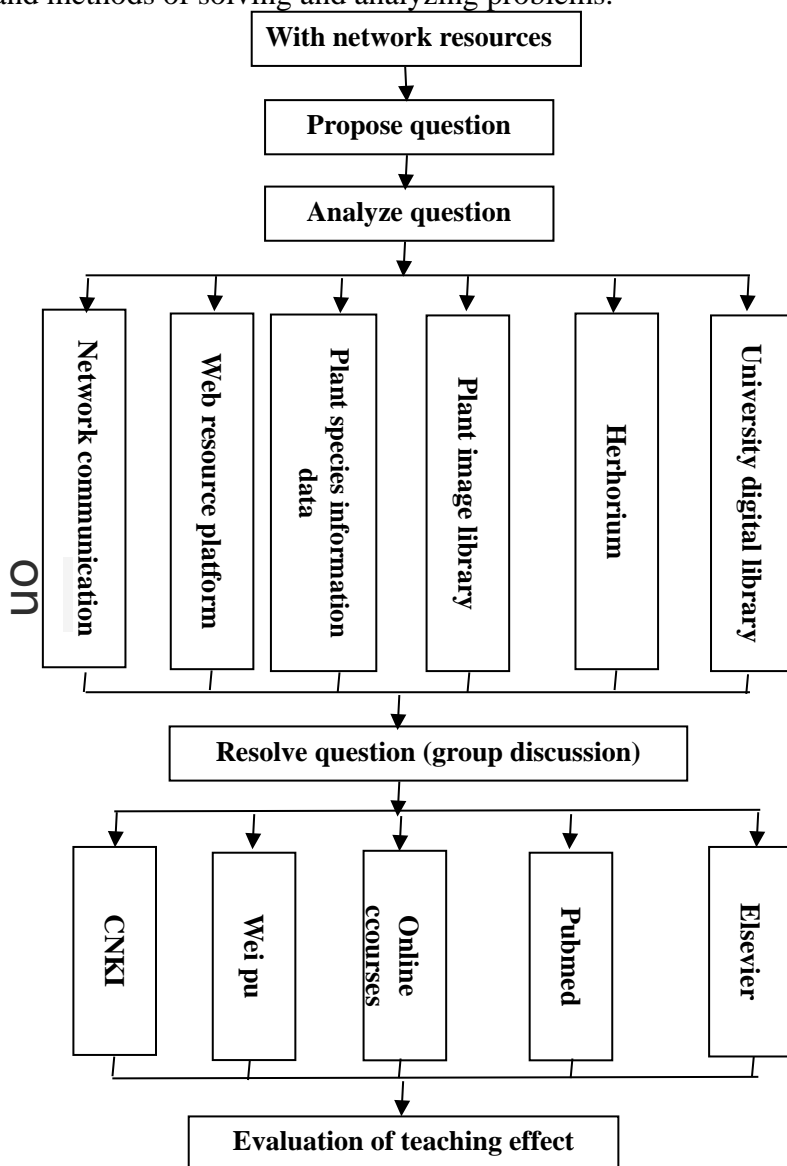 and methods of solving and analyzing problems.
With network resources
Propose question
Analyze question
Network communication
on
Web resource platform
Plant species information
data
Plant image library
Herhorium
University digital library
Resolve question (group discussion)
CNKI
Wei pu
Online
ccourses
Pubmed
Elsevier
Evaluation of teaching effect